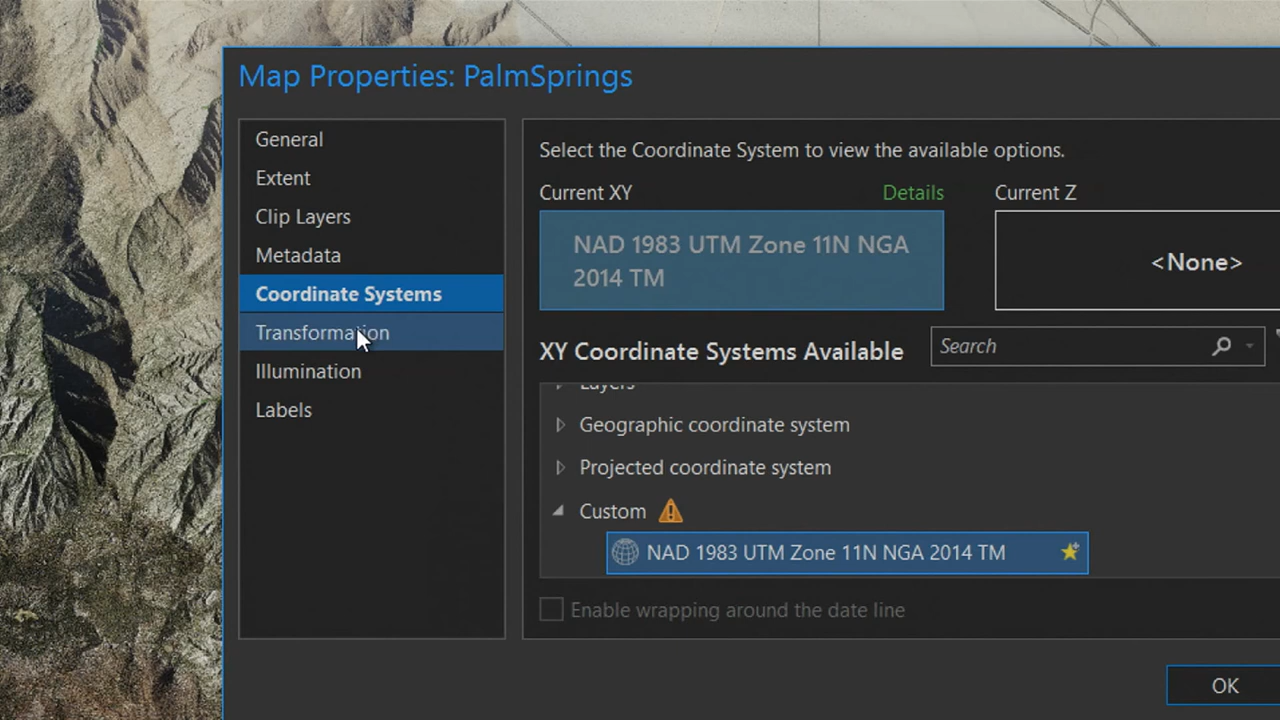 Map Properties: PalmSprings
General
Extent
Clip Layers
Metadata
Coordinate Systems
Transformation
Illumination
Labels
Select the Coordinate System to view the available options.
Current XY
Details
NAD 1983 UTM Zone 11N NGA
2014 TM
Current Z
<None>
XY Coordinate Systems Available
Search
Layers
Geographic coordinate system
Projected coordinate system
Custom
NAD 1983 UTM Zone 11N NGA 2014 TM
Enable wrapping around the date line
OK